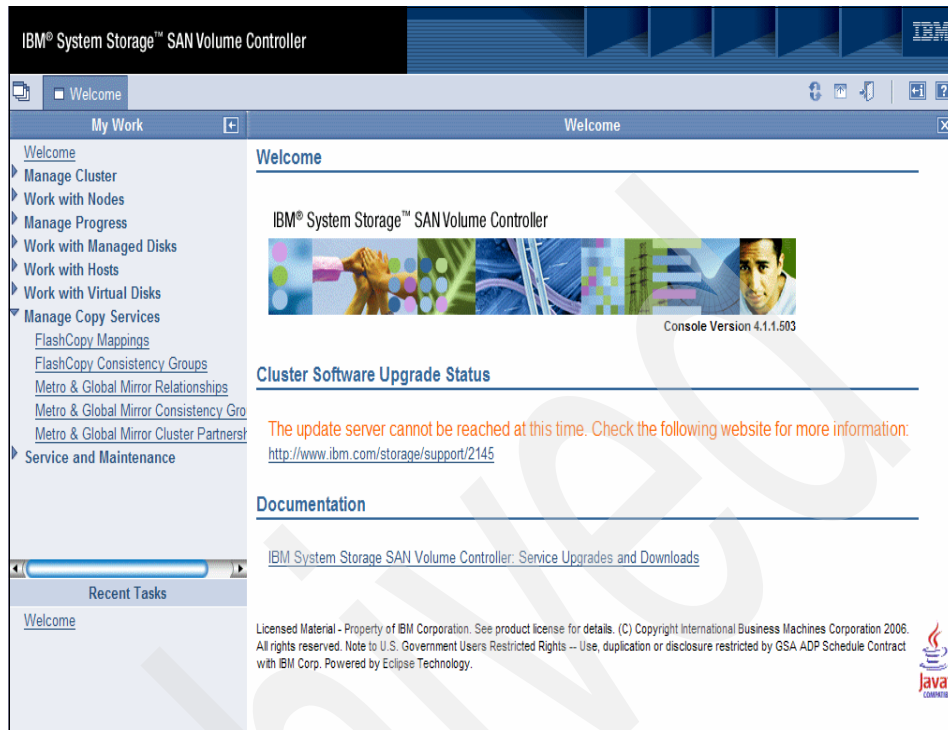 IBM® System Storage™ SAN Volume Controller
IBM
Welcome
My Work
Welcome
Welcome
Manage Cluster
Work with Nodes
Manage Progress
Work with Managed Disks
Work with Hosts
Work with Virtual Disks
Manage Copy Services
FlashCopy Mappings
FlashCopy Consistency Groups
Metro & Global Mirror Relationships
Metro & Global Mirror Consistency Gro
Metro & Global Mirror Cluster Partnersh
Service and Maintenance
Recent Tasks
Welcome
Welcome
IBM® System Storage™ SAN Volume Controller
Console Version 4.1.1.503
Cluster Software Upgrade Status
The update server cannot be reached at this time. Check the following website for more information:
http://www.ibm.com/storage/support/2145
Documentation
IBM System Storage SAN Volume Controller: Service Upgrades and Downloads
Licensed Material - Property of IBM Corporation. See product license for details. (C) Copyright International Business Machines Corporation 2006.
All rights reserved. Note to U.S. Government Users Restricted Rights -- Use, duplication or disclosure restricted by GSA ADP Schedule Contract
with IBM Corp. Powered by Eclipse Technology.
Java
COMPATIBLE